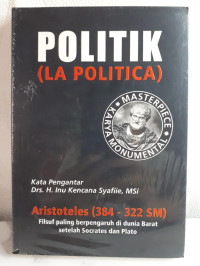 POLITIK
(LA POLITICA)
MASTERPIECE
KARYA MONUMENTAL
Kata Pengantar
Drs. H. Inu Kencana Syafiie, MSi
Aristoteles (384 - 322 SM)
Filsuf paling berpengaruh di dunia Barat
setelah Socrates dan Plato